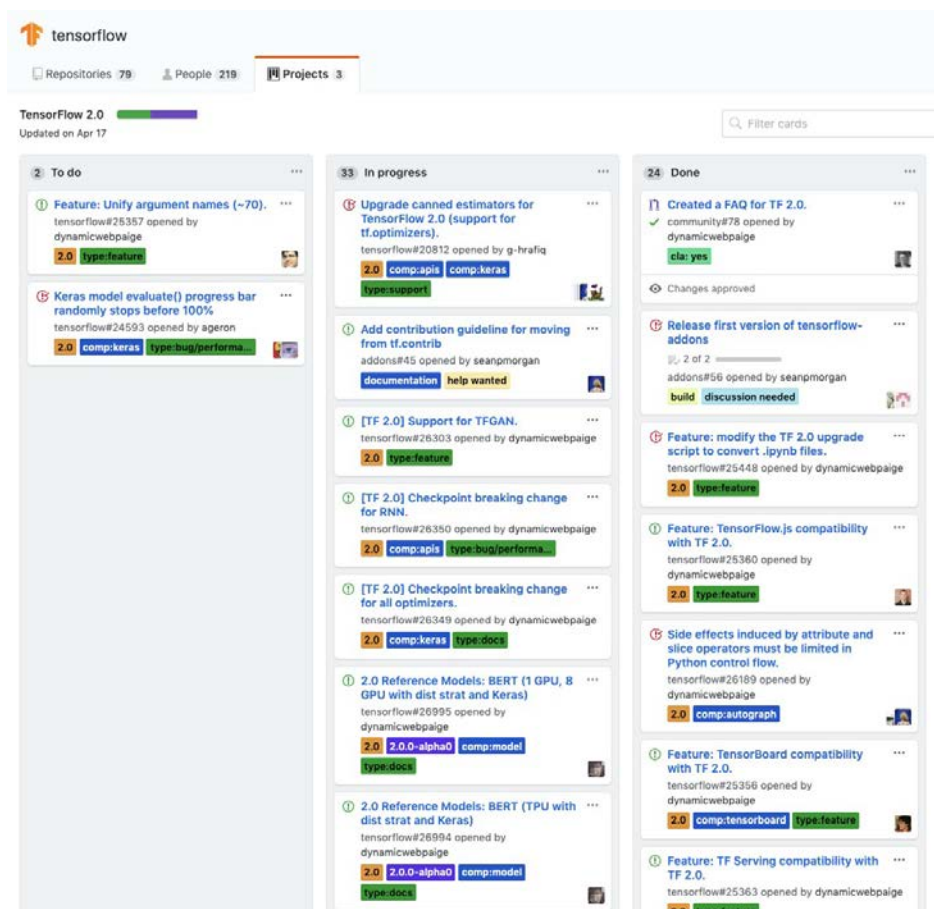 tensorflow
Repositories 79
People 219
Projects 3
TensorFlow 2.0
Updated on Apr 17
Filter cards
2 To do
Feature: Unify argument names (~70).
tensorflow#25357 opened by
dynamicwebpaige
2.0 type:feature
Keras model evaluate() progress bar
randomly stops before 100%
tensorflow#24593 opened by ageron
2.0 comp:keras type:bug/performa...
33 In progress
Upgrade canned estimators for
TensorFlow 2.0 (support for
tf.optimizers).
tensorflow#20812 opened by g-hrafiq
2.0 comp:apis comp:keras
type:support
Add contribution guideline for moving
from tf.contrib
addons#45 opened by seanpmorgan
documentation help wanted
[TF 2.0] Support for TFGAN.
tensorflow#26303 opened by dynamicwebpaige
2.0 type:feature
[TF 2.0] Checkpoint breaking change
for RNN.
tensorflow#26350 opened by dynamicwebpaige
2.0 comp:apis type:bug/performa...
[TF 2.0] Checkpoint breaking change
for all optimizers.
tensorflow#26349 opened by dynamicwebpaige
2.0 comp:keras type:docs
2.0 Reference Models: BERT (1 GPU, 8
GPU with dist strat and Keras)
tensorflow#26995 opened by
dynamicwebpaige
2.0 2.0.0-alpha0 comp:model
type:docs
2.0 Reference Models: BERT (TPU with
dist strat and Keras)
tensorflow#26994 opened by
dynamicwebpaige
2.0 2.0.0-alpha0 comp:model
type:docs
24 Done
Created a FAQ for TF 2.0.
community#78 opened by
dynamicwebpaige
cla: yes
Changes approved
Release first version of tensorflow-
addons
2 of 2
addons#56 opened by seanpmorgan
build discussion needed
Feature: modify the TF 2.0 upgrade
script to convert .ipynb files.
tensorflow#25448 opened by dynamicwebpaige
2.0 type:feature
Feature: TensorFlow.js compatibility
with TF 2.0.
tensorflow#25360 opened by
dynamicwebpaige
2.0 type:feature
Side effects induced by attribute and
slice operators must be limited in
Python control flow.
tensorflow#26189 opened by
dynamicwebpaige
2.0 comp:autograph
Feature: TensorBoard compatibility
with TF 2.0.
tensorflow#25356 opened by
dynamicwebpaige
2.0 comp:tensorboard type:feature
Feature: TF Serving compatibility with
TF 2.0.
tensorflow#25363 opened by dynamicwebpaige